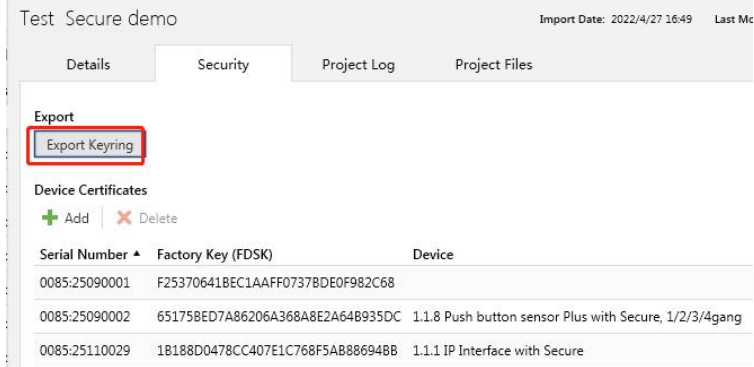 Test Secure demo
Import Date: 2022/4/27 16:49 Last Mo
Details Security Project Log Project Files
Export
Export Keyring
Device Certificates
Add Delete
Serial Number Factory Key (FDSK) Device
0085:25090001 F25370641BEC1AAFF0737BDE0F982C68
0085:25090002 65175BED7A86206A368A8E2A64B935DC 1.1.8 Push button sensor Plus with Secure, 1/2/3/4gang
0085:25110029 1B188D0478CC407E1C768F5AB88694BB 1.1.1 IP Interface with Secure